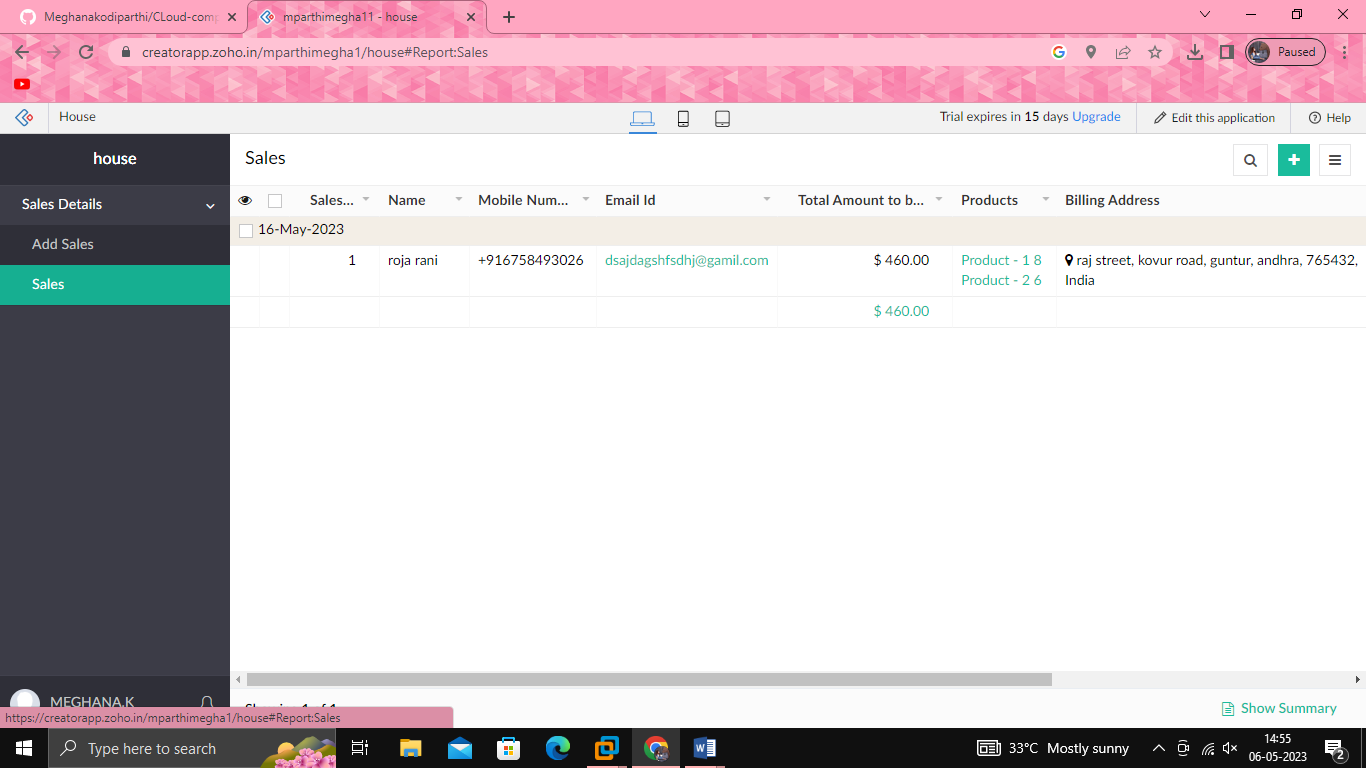 Meghanakodiparthi/CLoud-comp
mparthimegha11 - house
creatorapp.zoho.in/mparthimegha1/house#Report:Sales
Paused
House
Trial expires in 15 days Upgrade
Edit this application
Help
house
Sales Details
Add Sales
Sales
Sales
Sales...
Name
Mobile Num...
Email Id
Total Amount to b...
Products
Billing Address
16-May-2023
1
roja rani
+916758493026
dsajdagshfsdhj@gamil.com
$ 460.00
Product - 1 8
Product - 2 6
raj street, kovur road, guntur, andhra, 765432,
India
$ 460.00
MEGHANA.K
Showing 1 of 1
Show Summary
https://creatorapp.zoho.in/mparthimegha1/house#Report:Sales
Type here to search
33°C Mostly sunny
14:55
06-05-2023
2